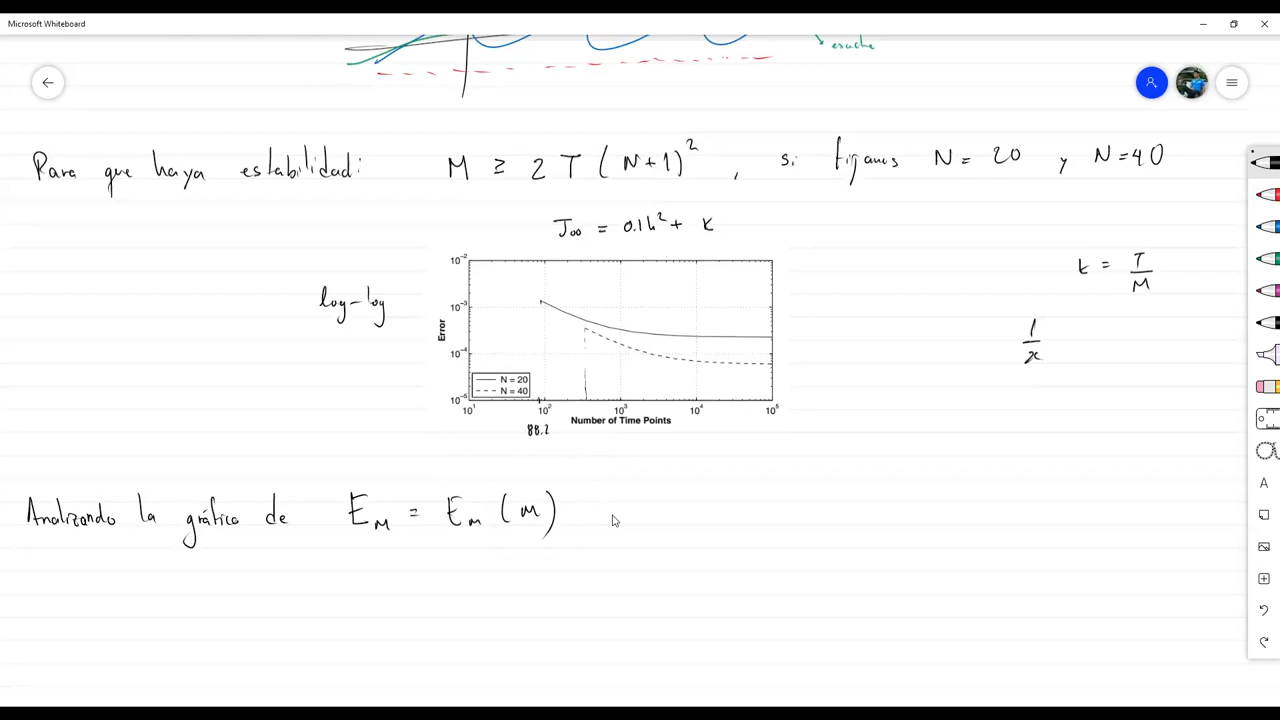 Microsoft Whiteboard
escuche
Para que haya estabilidad: M ≥ 2 T (N+1)², si fijamos N = 20 y N = 40
J∞ = 0.1h² + k
k = T/M
log-log
1/x
Error
10⁻²
10⁻³
10⁻⁴
10⁻⁵
N = 20
N = 40
10¹ 10² 10³ 10⁴ 10⁵
88.2
Number of Time Points
Analizando la gráfica de E_M = E_M (M)
A